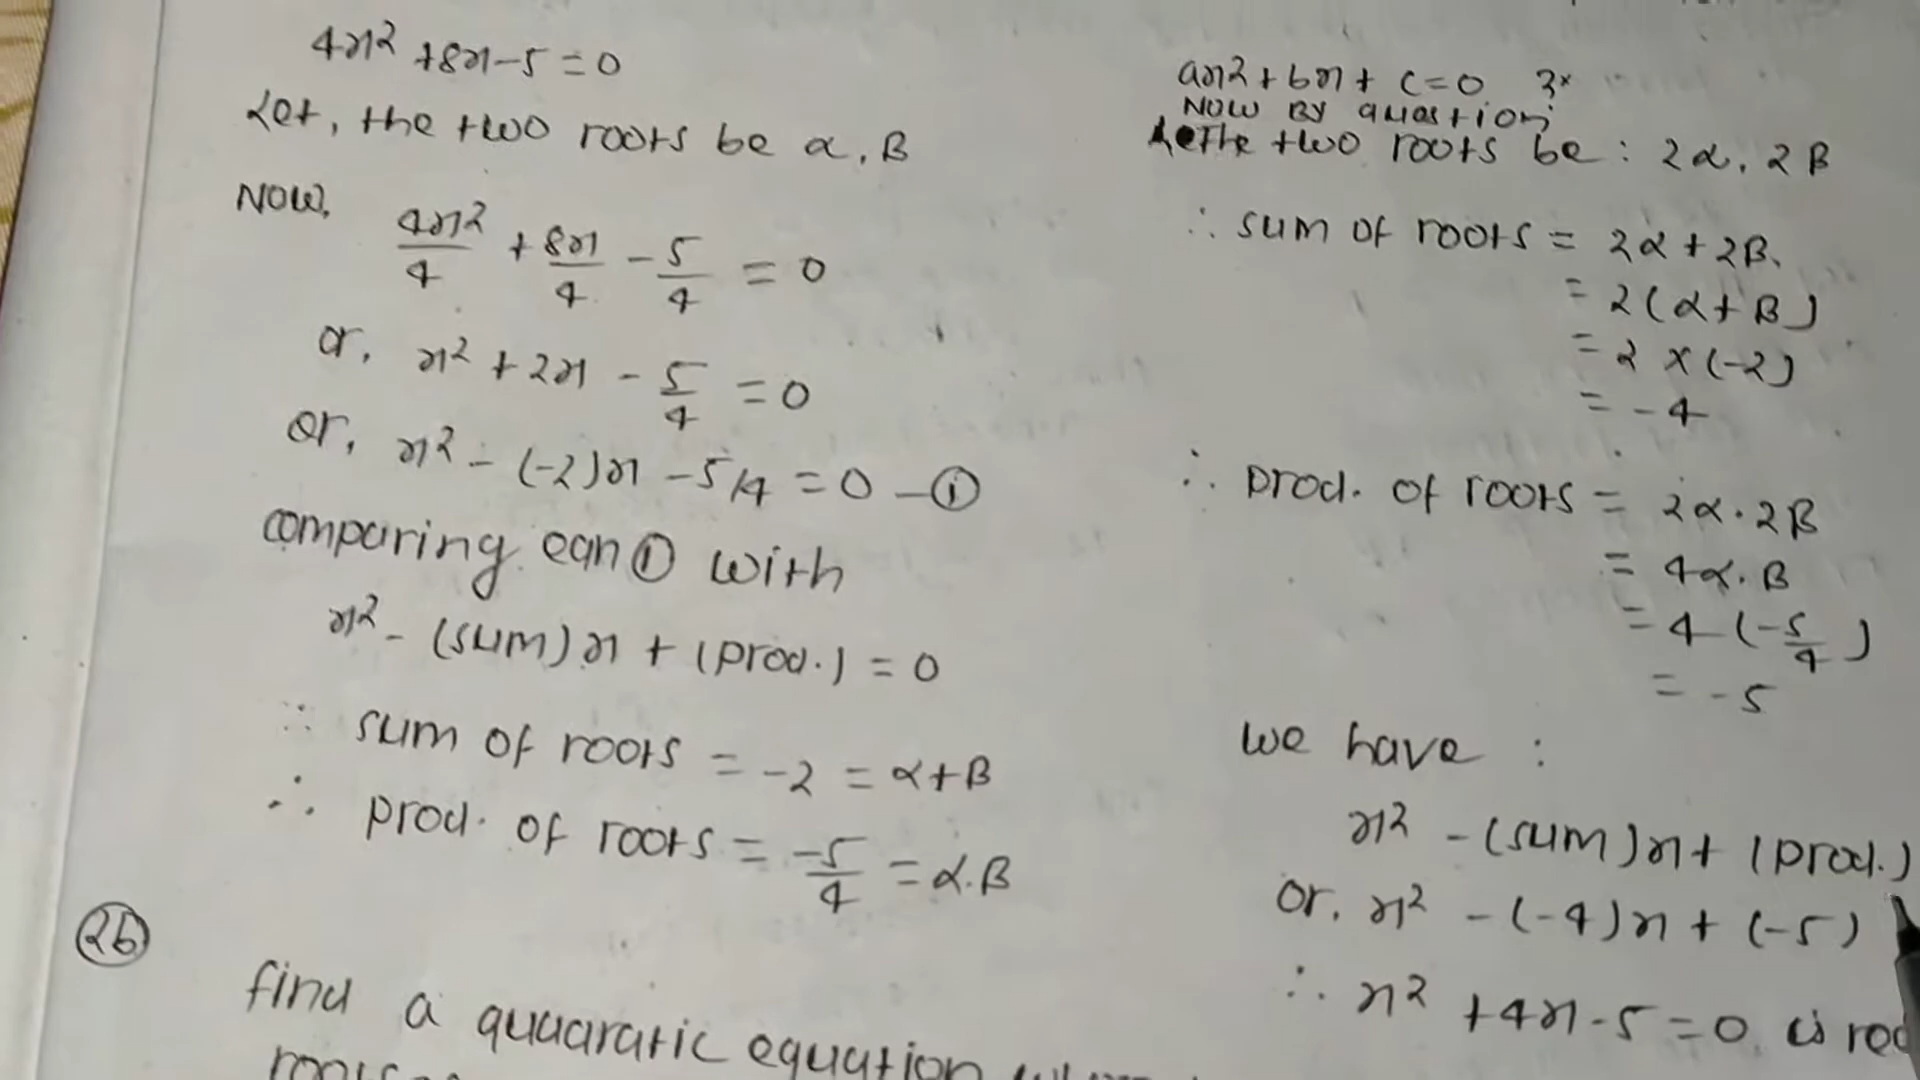 4x² + 8x - 5 = 0
Let, the two roots be α, β
Now, 4x²/4 + 8x/4 - 5/4 = 0
or, x² + 2x - 5/4 = 0
or, x² - (-2)x - 5/4 = 0 - ①
comparing eqn ① with
x² - (sum)x + (prod.) = 0
∴ sum of roots = -2 = α + β
∴ prod. of roots = -5/4 = α.β
(2b)
find a quadratic equation
ax² + bx + c = 0
Now By question;
The two roots be : 2α, 2β
∴ sum of roots = 2α + 2β.
= 2(α + β)
= 2 × (-2)
= -4
∴ prod. of roots = 2α · 2β
= 4α.β
= 4(-5/4)
= -5
we have :
x² - (sum)x + (prod.)
or, x² - (-4)x + (-5)
∴ x² + 4x - 5 = 0 is